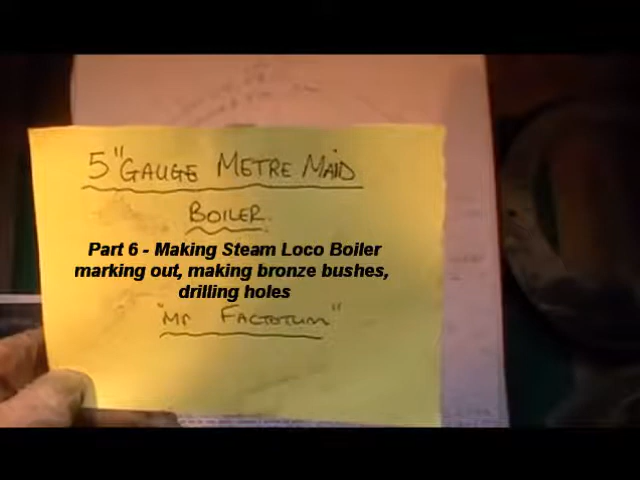 5" GAUGE METRE MAID
BOILER.
Part 6 - Making Steam Loco Boiler
marking out, making bronze bushes,
drilling holes
"Mr FACTOTUM"